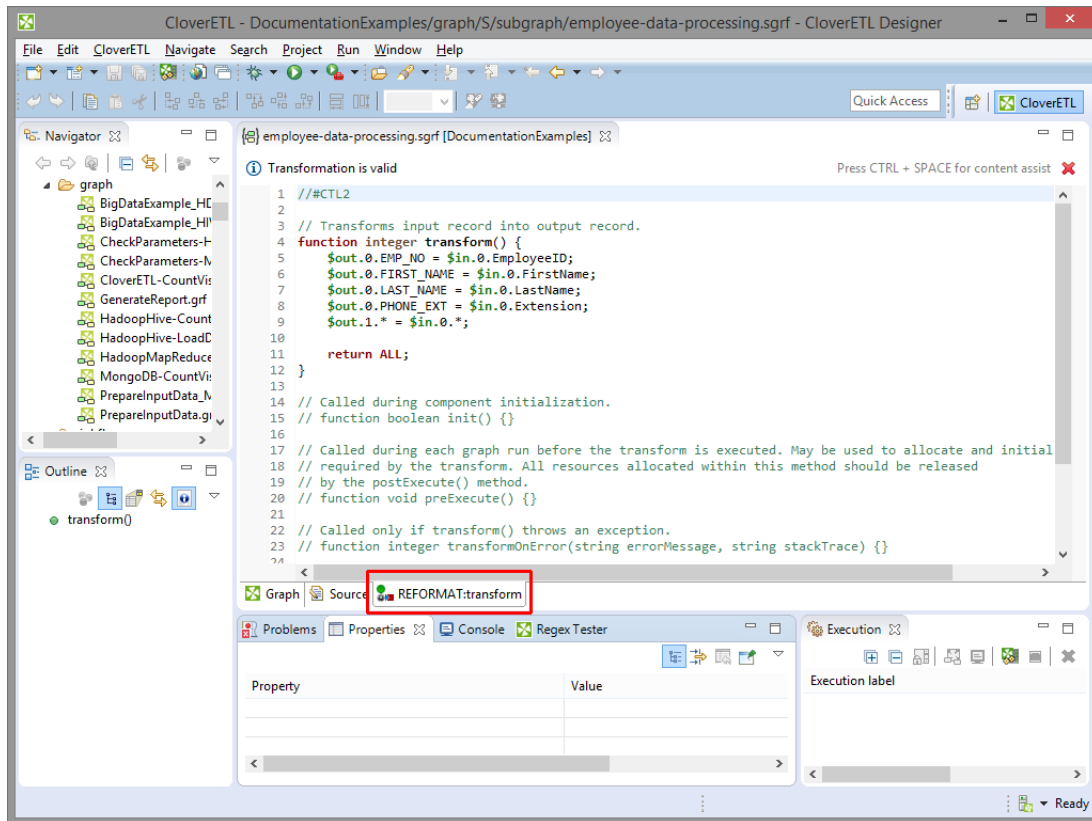 CloverETL - DocumentationExamples/graph/S/subgraph/employee-data-processing.sgrf - CloverETL Designer
File Edit CloverETL Navigate Search Project Run Window Help
Quick Access
CloverETL
Navigator
graph
BigDataExample_HD
BigDataExample_HIV
CheckParameters-H
CheckParameters-M
CloverETL-CountVis
GenerateReport.grf
HadoopHive-Count
HadoopHive-LoadD
HadoopMapReduce
MongoDB-CountVis
PrepareInputData_M
PrepareInputData.gr
Outline
transform()
employee-data-processing.sgrf [DocumentationExamples]
Transformation is valid
Press CTRL + SPACE for content assist
1 //#CTL2
2
3 // Transforms input record into output record.
4 function integer transform() {
5 $out.0.EMP_NO = $in.0.EmployeeID;
6 $out.0.FIRST_NAME = $in.0.FirstName;
7 $out.0.LAST_NAME = $in.0.LastName;
8 $out.0.PHONE_EXT = $in.0.Extension;
9 $out.1.* = $in.0.*;
10
11 return ALL;
12 }
13
14 // Called during component initialization.
15 // function boolean init() {}
16
17 // Called during each graph run before the transform is executed. May be used to allocate and initial
18 // required by the transform. All resources allocated within this method should be released
19 // by the postExecute() method.
20 // function void preExecute() {}
21
22 // Called only if transform() throws an exception.
23 // function integer transformOnError(string errorMessage, string stackTrace) {}
24
Graph Source REFORMAT:transform
Problems Properties Console Regex Tester
Property Value
Execution
Execution label
Ready